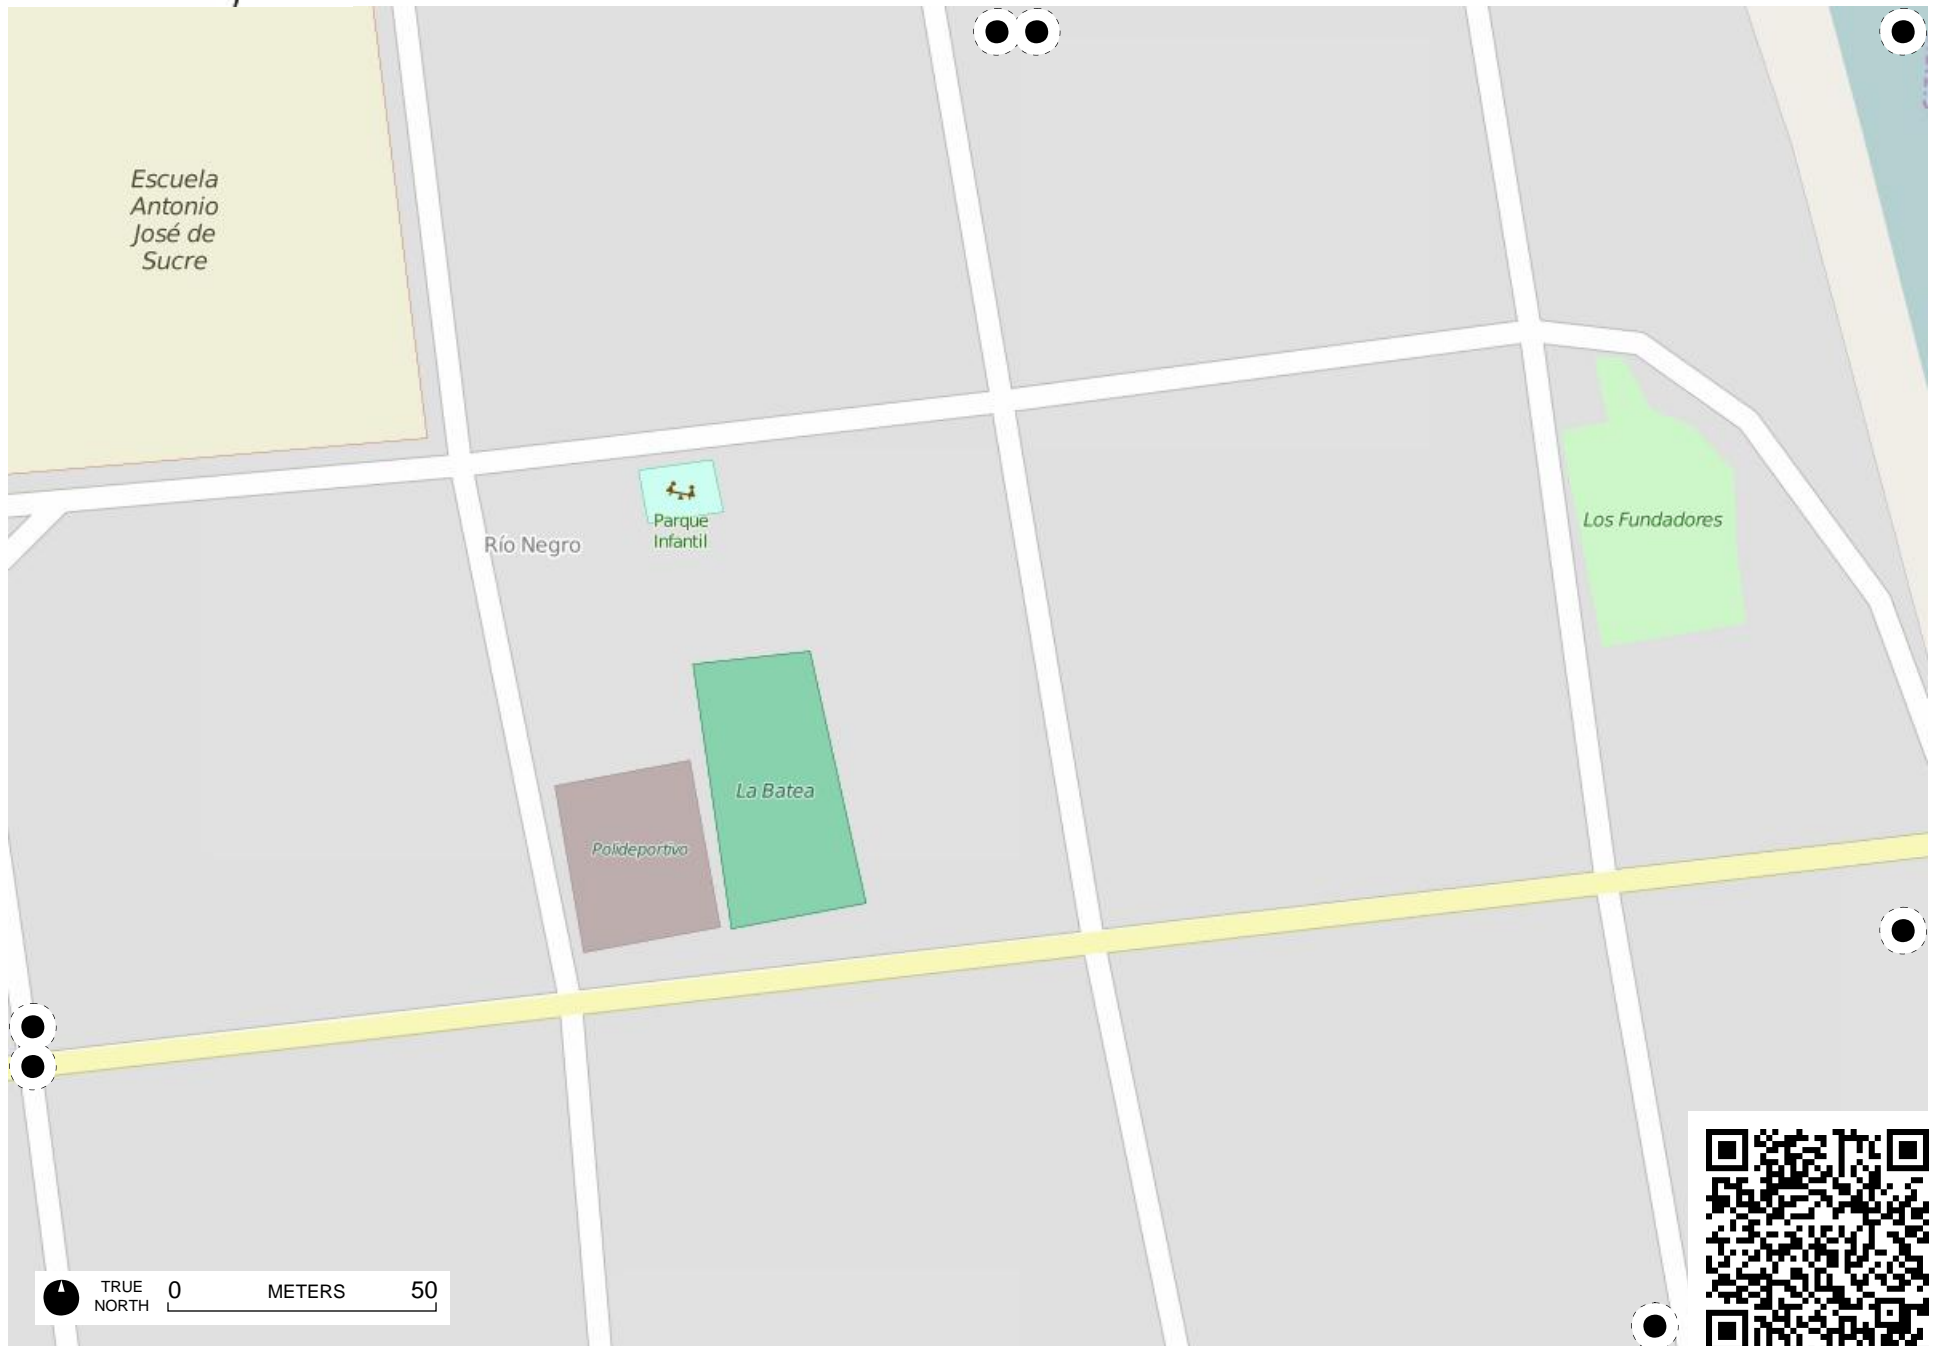 Escuela
Antonio
José de
Sucre
Parque
Infantil
Río Negro
Los Fundadores
La Batea
Polideportivo
TRUE
NORTH
0 METERS 50